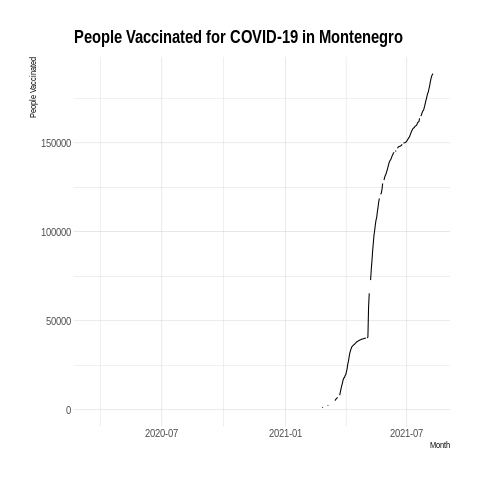 People Vaccinated for COVID-19 in Montenegro
People Vaccinated
150000
100000
50000
0
2020-07 2021-01 2021-07
Month